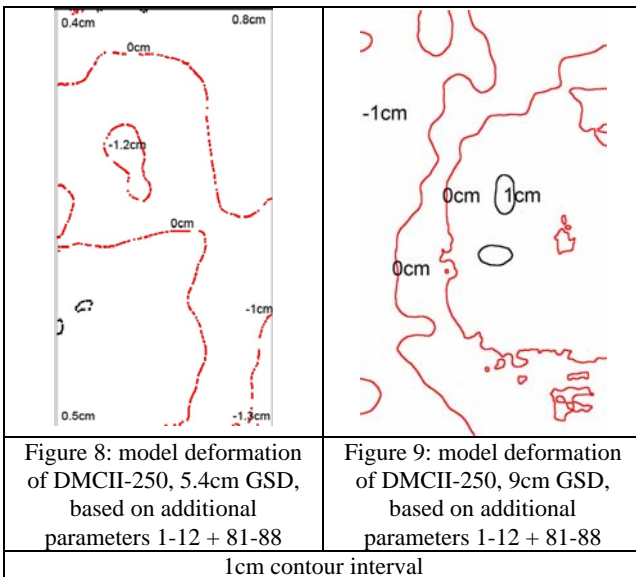 0.4cm 0.8cm
0cm
-1.2cm
0cm
-1cm
0.5cm -1.3cm
-1cm
0cm 1cm
0cm
Figure 8: model deformation
of DMCII-250, 5.4cm GSD,
based on additional
parameters 1-12 + 81-88
Figure 9: model deformation
of DMCII-250, 9cm GSD,
based on additional
parameters 1-12 + 81-88
1cm contour interval